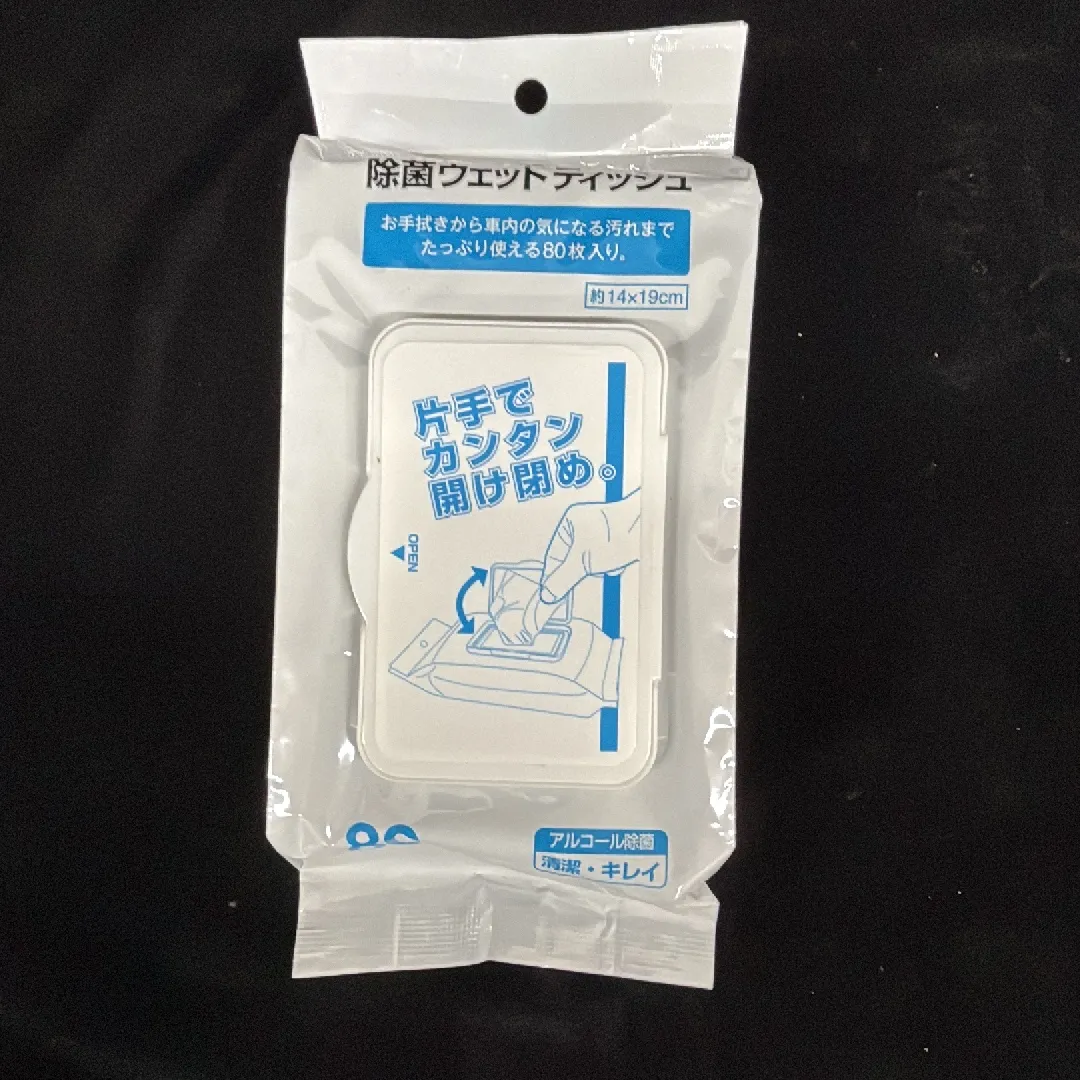 除菌ウエットティッシュ
お手拭きから車内の気になる汚れまで
たっぷり使える80枚入り。
約14×19cm
片手で
カンタン
開け閉め。
OPEN
80
アルコール除菌
清潔・キレイ